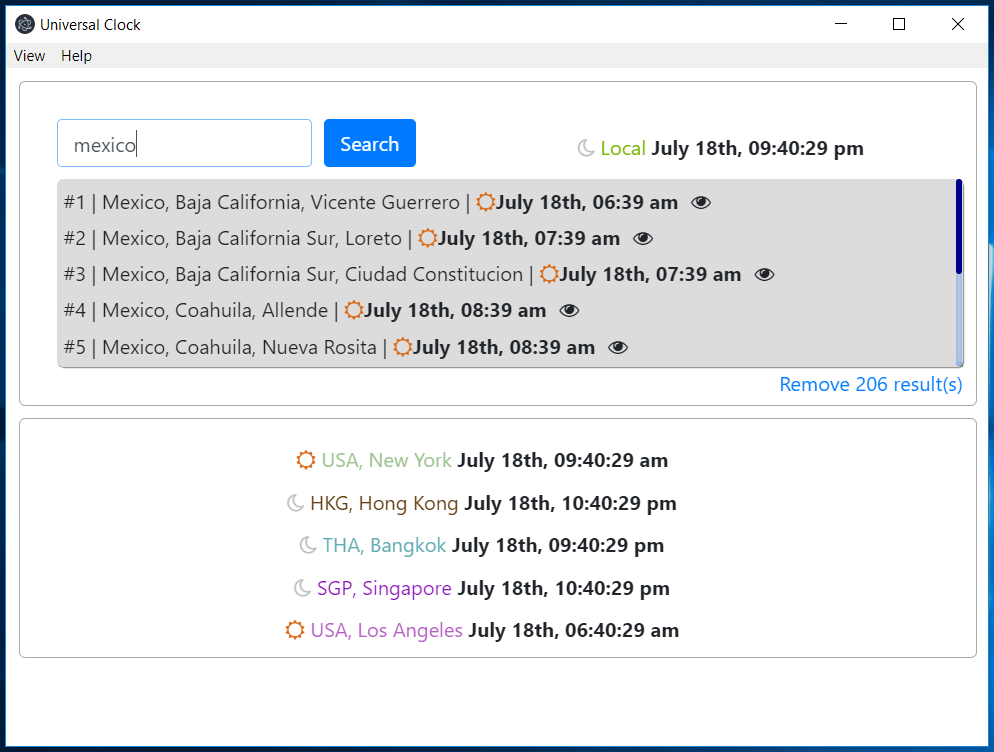 Universal Clock
View Help
mexico Search Local July 18th, 09:40:29 pm
#1 | Mexico, Baja California, Vicente Guerrero | July 18th, 06:39 am
#2 | Mexico, Baja California Sur, Loreto | July 18th, 07:39 am
#3 | Mexico, Baja California Sur, Ciudad Constitucion | July 18th, 07:39 am
#4 | Mexico, Coahuila, Allende | July 18th, 08:39 am
#5 | Mexico, Coahuila, Nueva Rosita | July 18th, 08:39 am
Remove 206 result(s)
USA, New York July 18th, 09:40:29 am
HKG, Hong Kong July 18th, 10:40:29 pm
THA, Bangkok July 18th, 09:40:29 pm
SGP, Singapore July 18th, 10:40:29 pm
USA, Los Angeles July 18th, 06:40:29 am